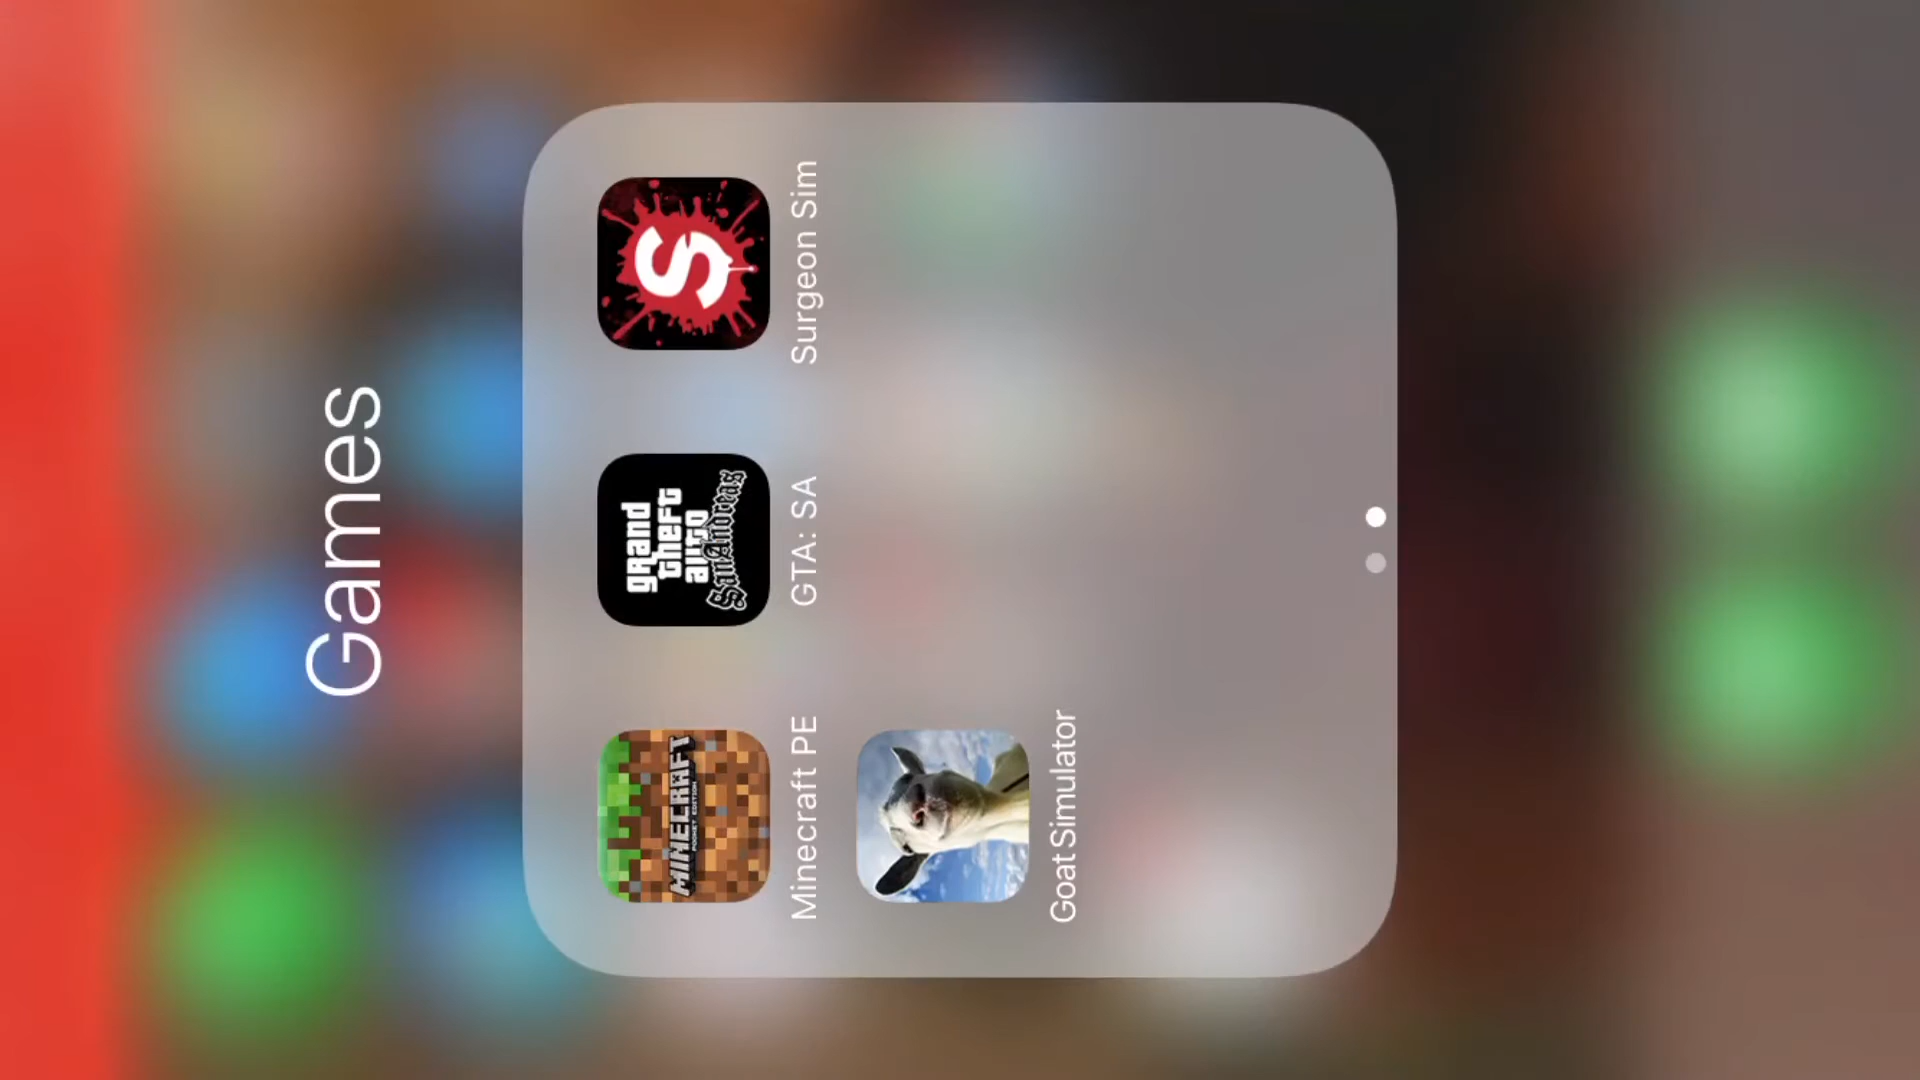 Games
MINECRAFT
POCKET EDITION
grand
theft
auto
San Andreas
S
Minecraft PE
GTA: SA
Surgeon Sim
Goat Simulator